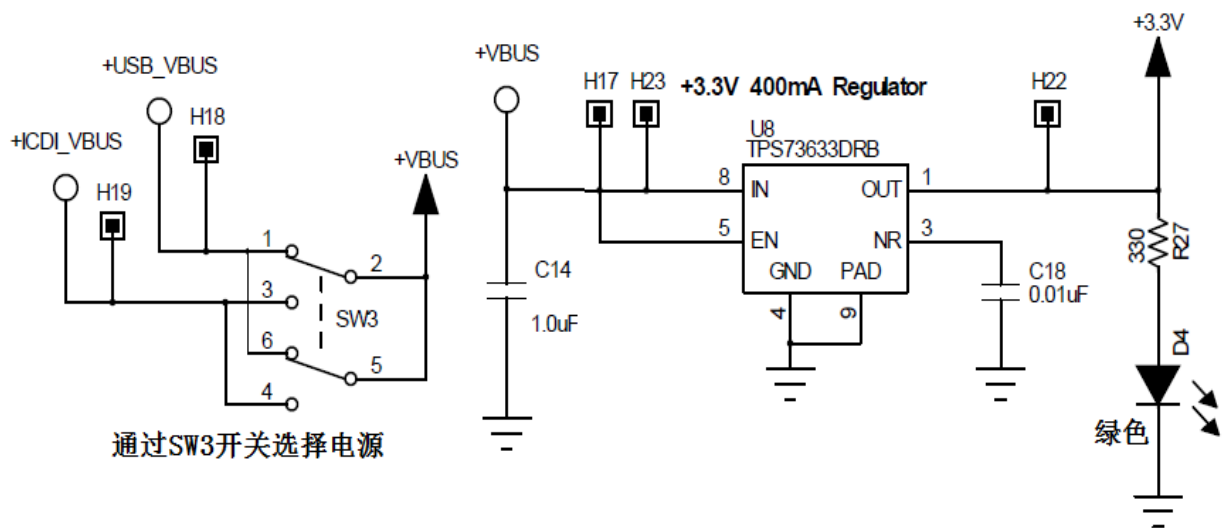 +3.3V
+USB_VBUS
+VBUS
H18
H17
H23
+3.3V 400mA Regulator
H22
+ICDI_VBUS
U8
TPS73633DRB
H19
+VBUS
8
IN
OUT
1
330
R27
1
2
5
EN
NR
3
3
C14
GND
PAD
C18
0.01uF
SW3
1.0uF
4
9
6
5
D4
4
通过SW3开关选择电源
绿色